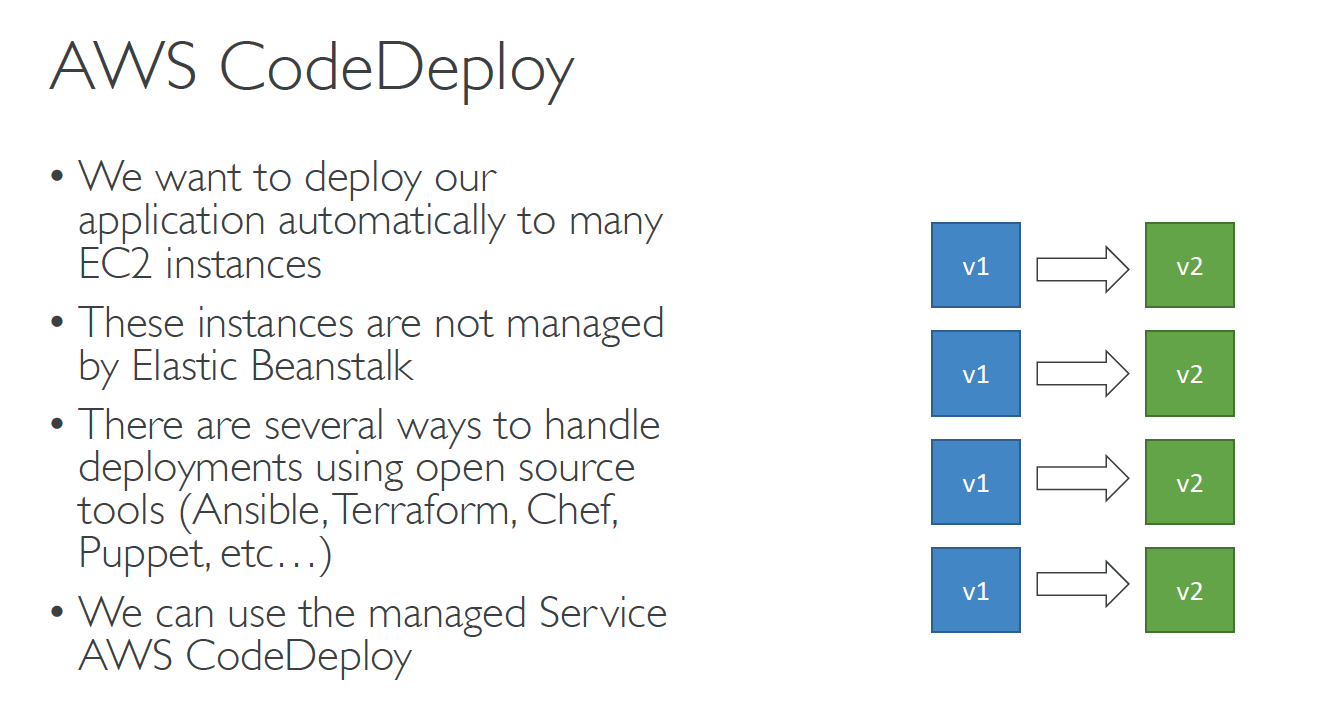 AWS CodeDeploy
• We want to deploy our
application automatically to many
EC2 instances
• These instances are not managed
by Elastic Beanstalk
• There are several ways to handle
deployments using open source
tools (Ansible, Terraform, Chef,
Puppet, etc…)
• We can use the managed Service
AWS CodeDeploy
v1 v2
v1 v2
v1 v2
v1 v2